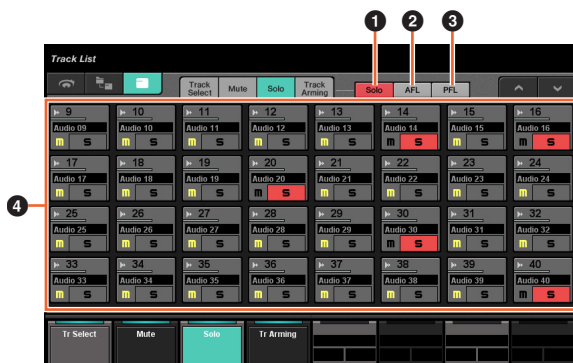 1 2 3
Track List
Track Select Mute Solo Track Arming Solo AFL PFL
9 10 11 12 13 14 15 16
Audio 09 Audio 10 Audio 11 Audio 12 Audio 13 Audio 14 Audio 15 Audio 16
m S m S m S m S m S m S m S m S
17 18 19 20 21 22 23 24
Audio 17 Audio 18 Audio 19 Audio 20 Audio 21 Audio 22 Audio 23 Audio 24
m S m S m S m S m S m S m S m S
4
25 26 27 28 29 30 31 32
Audio 25 Audio 26 Audio 27 Audio 28 Audio 29 Audio 30 Audio 31 Audio 32
m S m S m S m S m S m S m S m S
33 34 35 36 37 38 39 40
Audio 33 Audio 34 Audio 35 Audio 36 Audio 37 Audio 38 Audio 39 Audio 40
m S m S m S m S m S m S m S m S
Tr Select Mute Solo Tr Arming